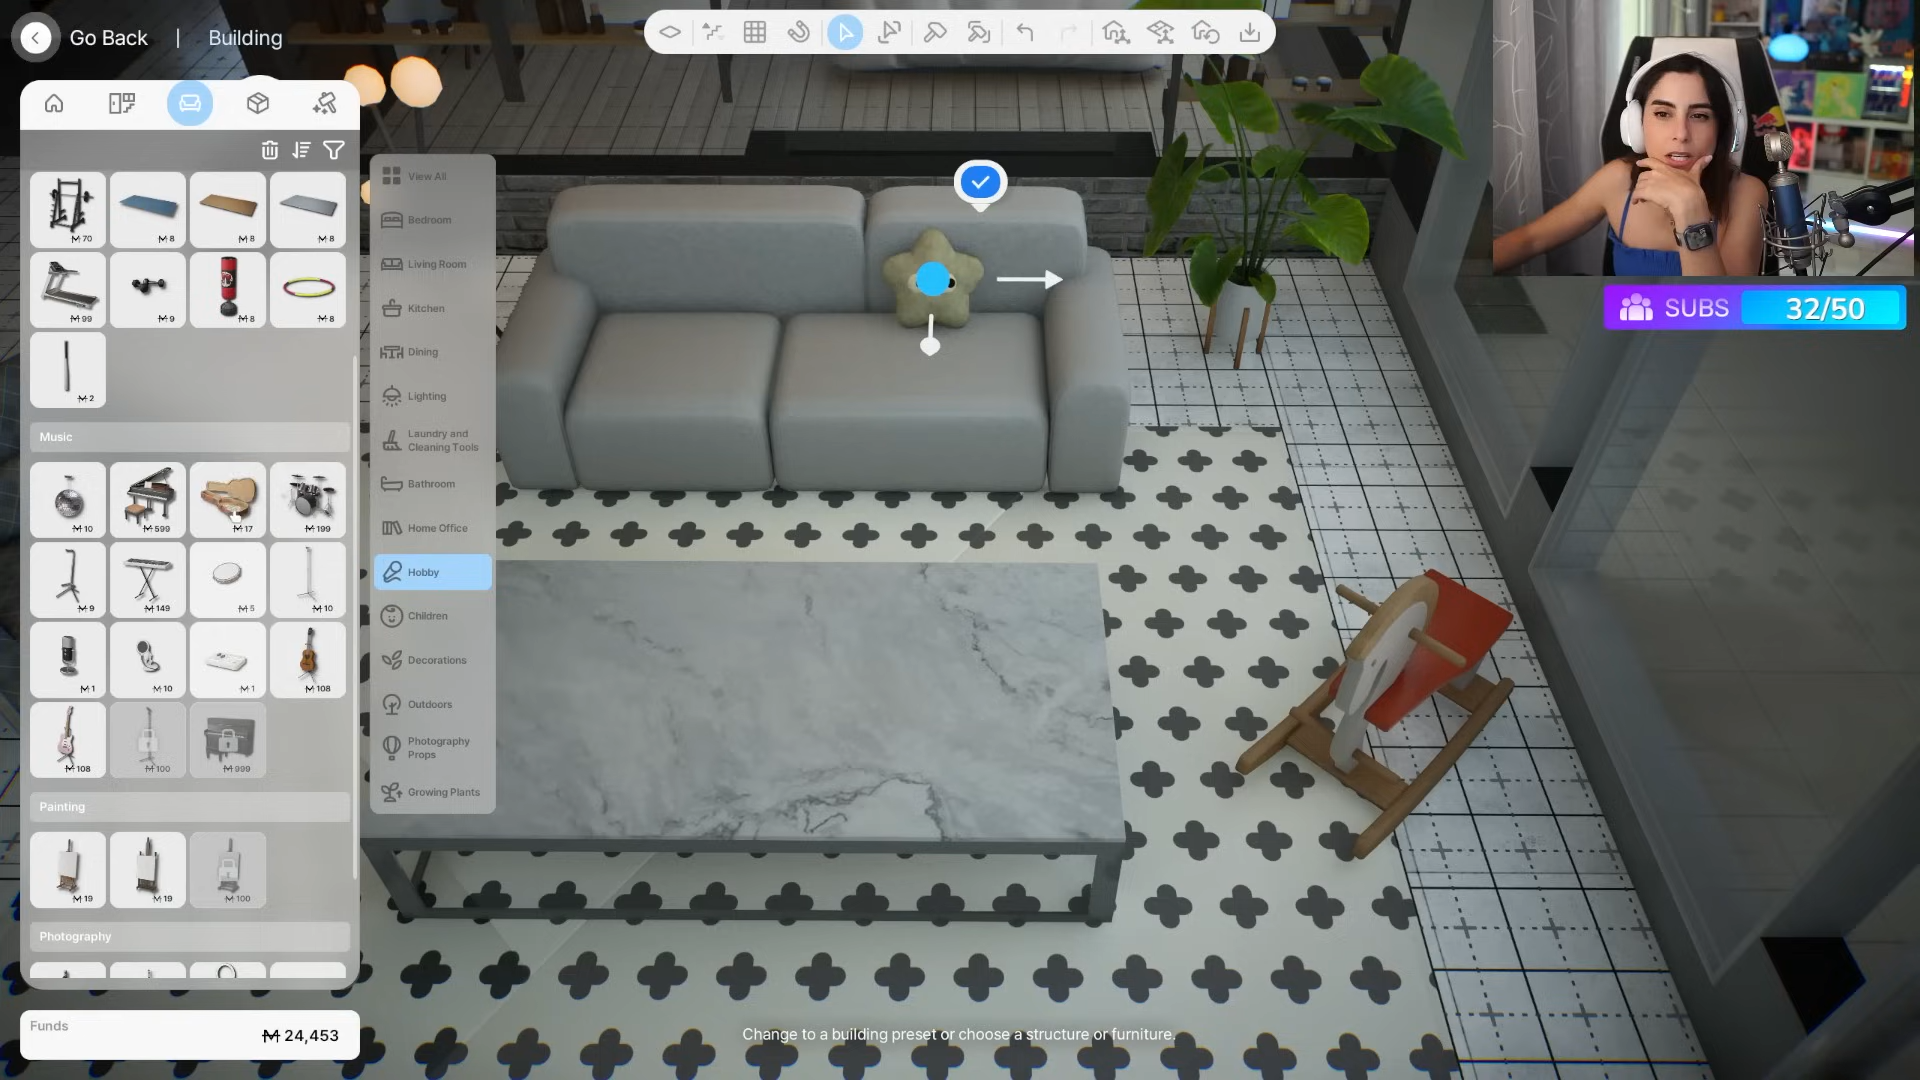 Go Back | Building
SUBS 32/50
View All
Bedroom
Living Room
Kitchen
Dining
Lighting
Laundry and
Cleaning Tools
Bathroom
Home Office
Hobby
Children
Decorations
Outdoors
Photography
Props
Growing Plants
70 8 8 8
99 9 8 8
2
Music
10 599 17 199
9 149 5 10
1 10 1 108
108 100 999
Painting
19 19 100
Photography
Funds
24,453
Change to a building preset or choose a structure or furniture.